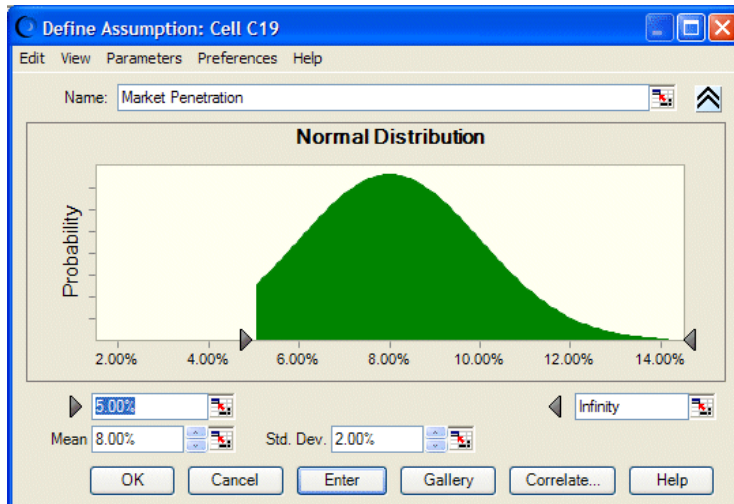 Define Assumption: Cell C19
Edit View Parameters Preferences Help
Name: Market Penetration
Normal Distribution
Probability
2.00% 4.00% 6.00% 8.00% 10.00% 12.00% 14.00%
5.00% Infinity
Mean 8.00% Std. Dev. 2.00%
OK Cancel Enter Gallery Correlate... Help